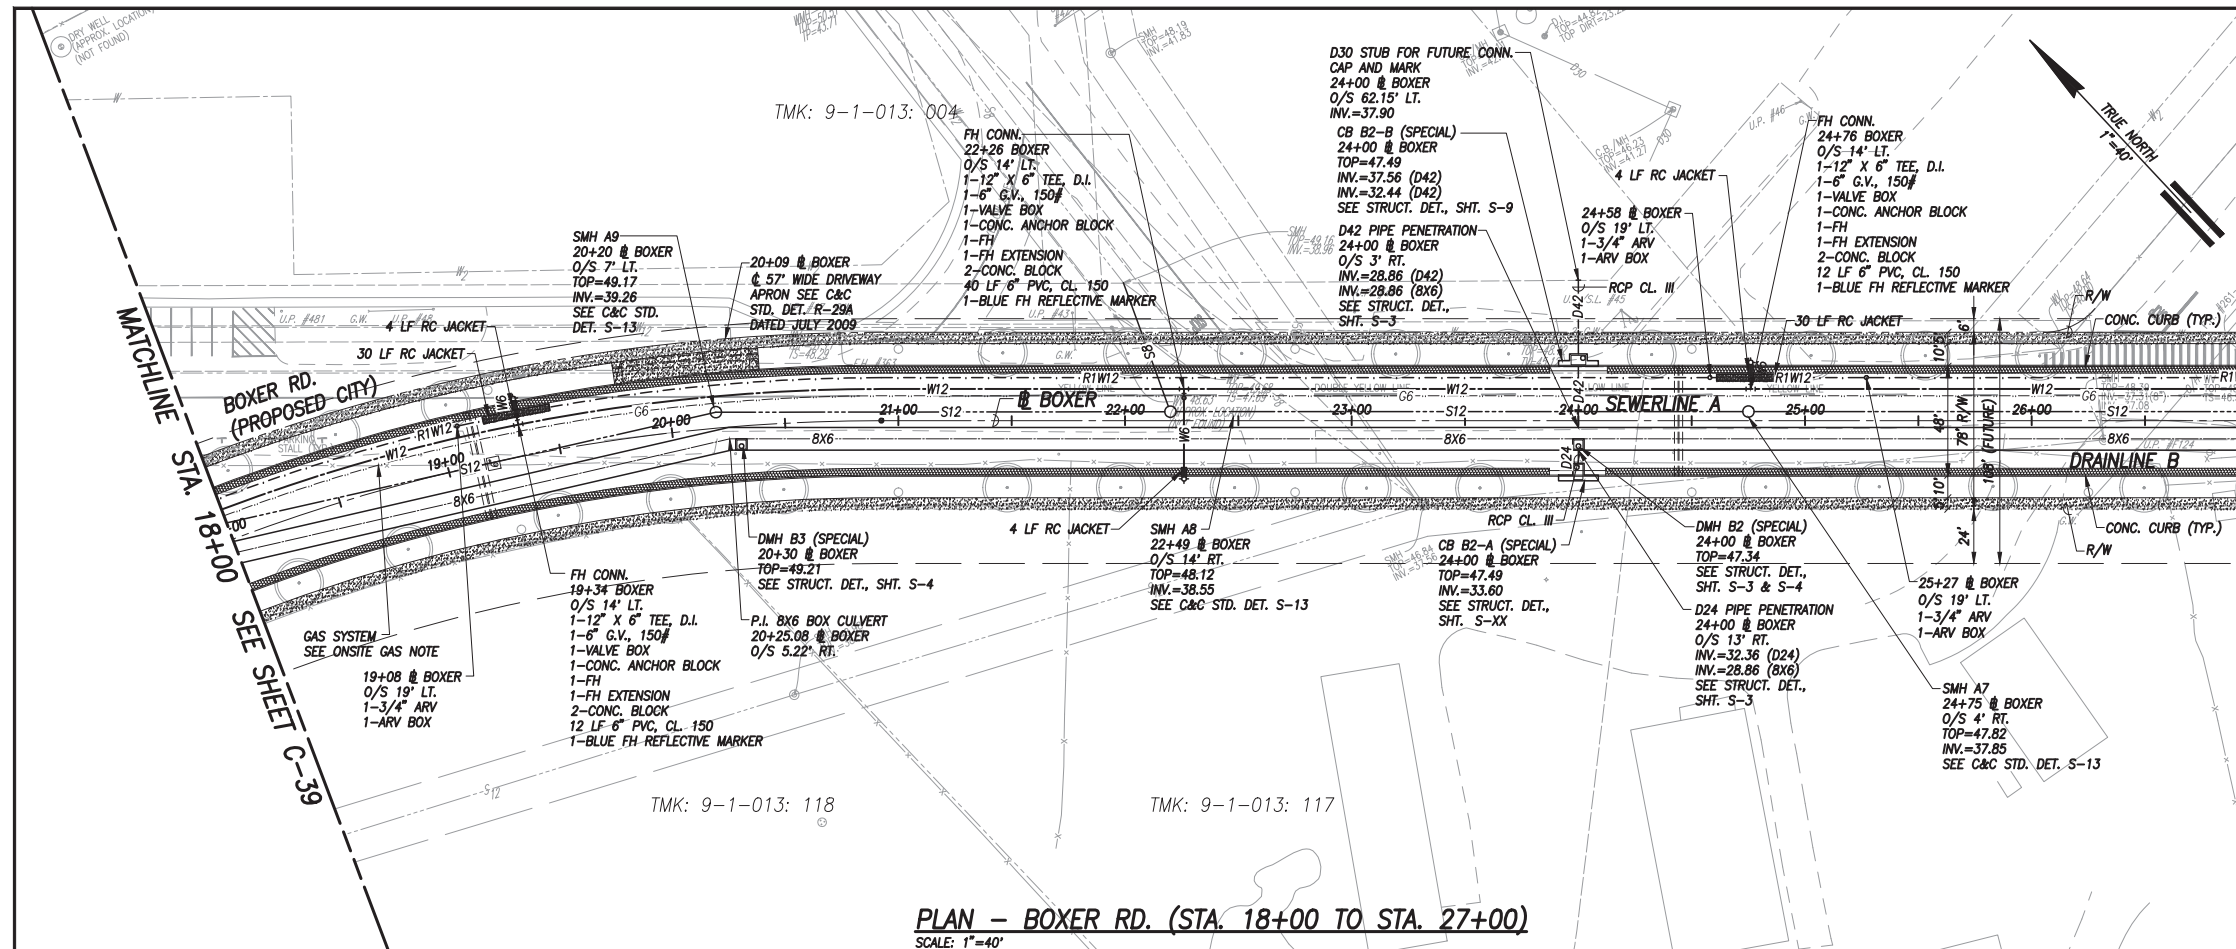 DRY WELL
(APPROX. LOCATION)
(NOT FOUND)
TMK: 9-1-013: 004
SMH
TOP=48.19
INV.=41.83
MATCHLINE STA. 18+00 SEE SHEET C-39
BOXER RD.
(PROPOSED CITY)
U.P. #481
G.W.
4 LF RC JACKET
30 LF RC JACKET
SMH A9
20+20 ℄ BOXER
O/S 7' LT.
TOP=49.17
INV.=39.26
SEE C&C STD.
DET. S-13
20+09 ℄ BOXER
℄ 57' WIDE DRIVEWAY
APRON SEE C&C
STD. DET. R-29A
DATED JULY 2009
FH CONN.
22+26 BOXER
O/S 14' LT.
1-12" X 6" TEE, D.I.
1-6" G.V., 150#
1-VALVE BOX
1-CONC. ANCHOR BLOCK
1-FH
1-FH EXTENSION
2-CONC. BLOCK
40 LF 6" PVC, CL. 150
1-BLUE FH REFLECTIVE MARKER
D30 STUB FOR FUTURE CONN.
CAP AND MARK
24+00 ℄ BOXER
O/S 62.15' LT.
INV.=37.90
CB B2-B (SPECIAL)
24+00 ℄ BOXER
TOP=47.49
INV.=37.56 (D42)
INV.=32.44 (D42)
SEE STRUCT. DET., SHT. S-9
D42 PIPE PENETRATION
24+00 ℄ BOXER
O/S 3' RT.
INV.=28.86 (D42)
INV.=28.86 (8X6)
SEE STRUCT. DET.,
SHT. S-3
24+58 ℄ BOXER
O/S 19' LT.
1-3/4" ARV
1-ARV BOX
4 LF RC JACKET
RCP CL. III
30 LF RC JACKET
FH CONN.
24+76 BOXER
O/S 14' LT.
1-12" X 6" TEE, D.I.
1-6" G.V., 150#
1-VALVE BOX
1-CONC. ANCHOR BLOCK
1-FH
1-FH EXTENSION
2-CONC. BLOCK
12 LF 6" PVC, CL. 150
1-BLUE FH REFLECTIVE MARKER
C.B./MH
TOP=46.23
INV.=41.27
D30
U.P. #46
G.W.
TRUE NORTH
1"=40'
R/W
CONC. CURB (TYP.)
R1W12
W12
G6
S12
8X6
W6
19+00
20+00
21+00
22+00
23+00
24+00
25+00
26+00
℄ BOXER
SEWERLINE A
DRAINLINE B
D42
D24
S8
48'
78' R/W
108' (FUTURE)
24'
CONC. CURB (TYP.)
R/W
GAS SYSTEM
SEE ONSITE GAS NOTE
19+08 ℄ BOXER
O/S 19' LT.
1-3/4" ARV
1-ARV BOX
FH CONN.
19+34 BOXER
O/S 14' LT.
1-12" X 6" TEE, D.I.
1-6" G.V., 150#
1-VALVE BOX
1-CONC. ANCHOR BLOCK
1-FH
1-FH EXTENSION
2-CONC. BLOCK
12 LF 6" PVC, CL. 150
1-BLUE FH REFLECTIVE MARKER
DMH B3 (SPECIAL)
20+30 ℄ BOXER
TOP=49.21
SEE STRUCT. DET., SHT. S-4
P.I. 8X6 BOX CULVERT
20+25.08 ℄ BOXER
O/S 5.22' RT.
4 LF RC JACKET
SMH A8
22+49 ℄ BOXER
O/S 14' RT.
TOP=48.12
INV.=38.55
SEE C&C STD. DET. S-13
RCP CL. III
CB B2-A (SPECIAL)
24+00 ℄ BOXER
TOP=47.49
INV.=33.60
SEE STRUCT. DET.,
SHT. S-XX
DMH B2 (SPECIAL)
24+00 ℄ BOXER
TOP=47.34
SEE STRUCT. DET.,
SHT. S-3 & S-4
D24 PIPE PENETRATION
24+00 ℄ BOXER
O/S 13' RT.
INV.=32.36 (D24)
INV.=28.86 (8X6)
SEE STRUCT. DET.,
SHT. S-3
25+27 ℄ BOXER
O/S 19' LT.
1-3/4" ARV
1-ARV BOX
SMH A7
24+75 ℄ BOXER
O/S 4' RT.
TOP=47.82
INV.=37.85
SEE C&C STD. DET. S-13
TMK: 9-1-013: 118
TMK: 9-1-013: 117
PLAN - BOXER RD. (STA. 18+00 TO STA. 27+00)
SCALE: 1"=40'